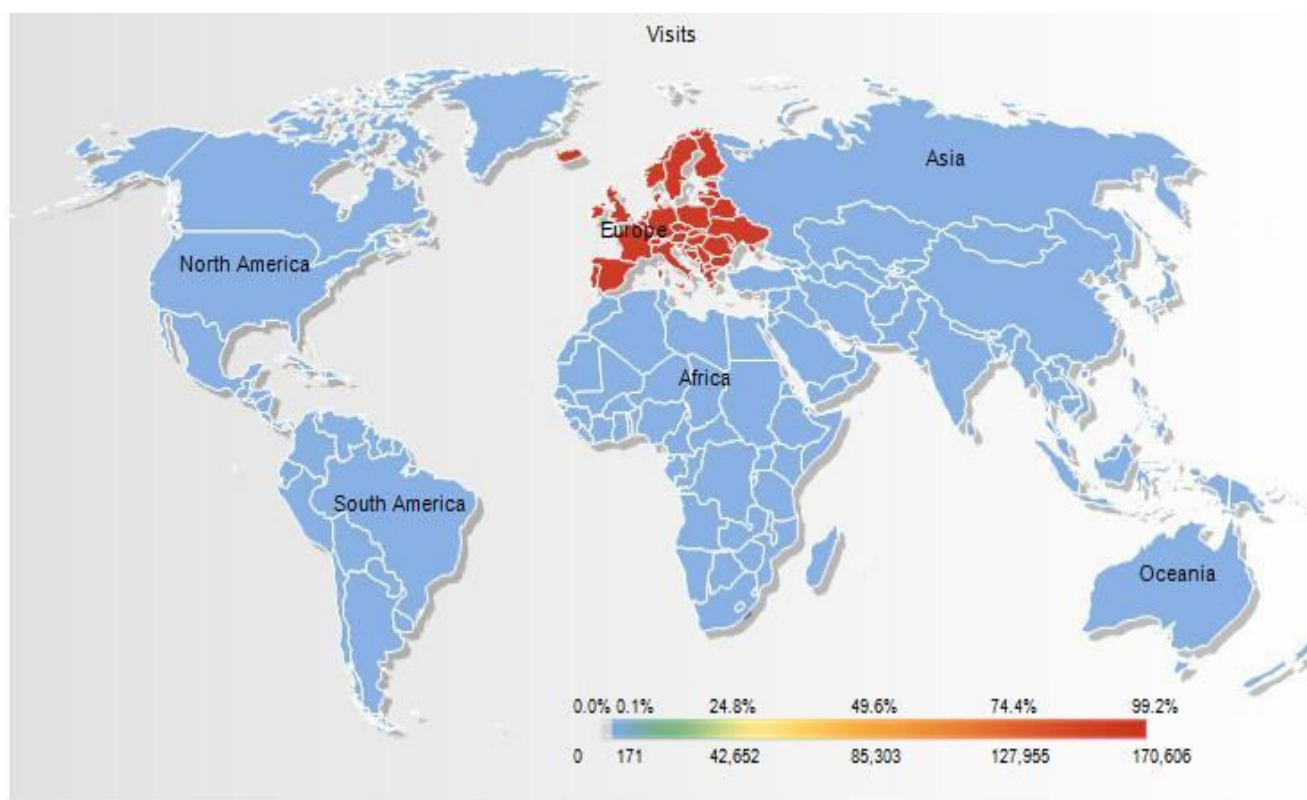 Visits
Asia
Europe
North America
Africa
South America
Oceania
0.0% 0.1% 24.8% 49.6% 74.4% 99.2%
0 171 42,652 85,303 127,955 170,606